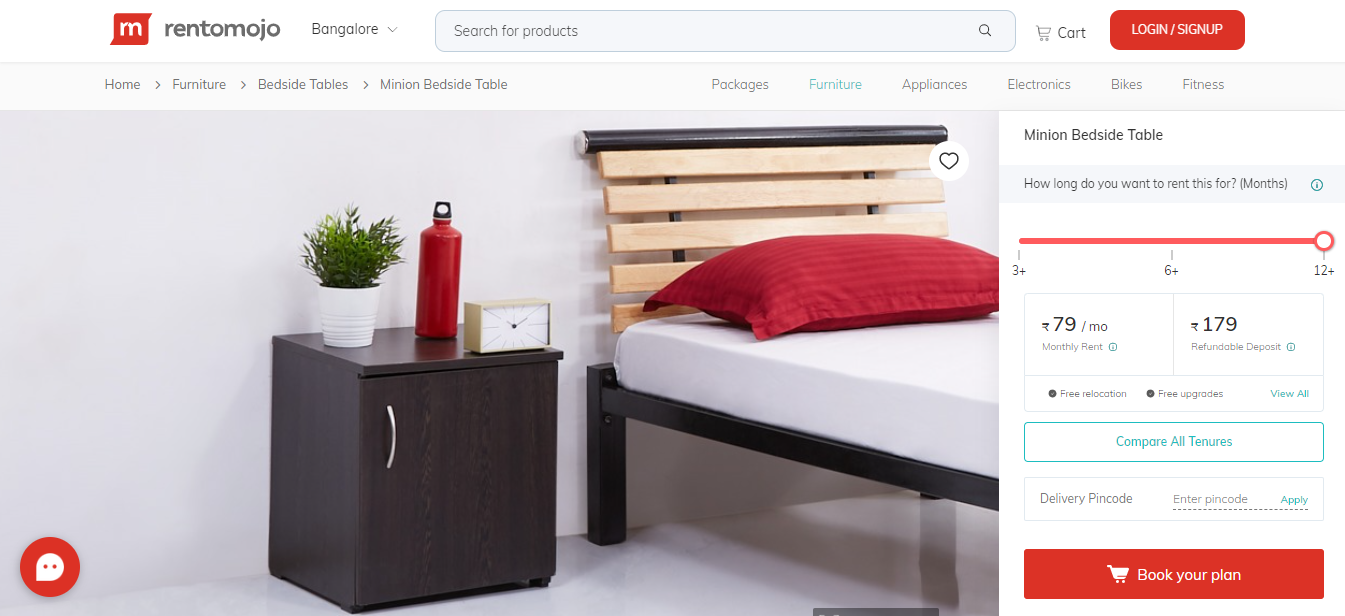 m rentomojo
Bangalore
Search for products
Cart
LOGIN / SIGNUP
Home > Furniture > Bedside Tables > Minion Bedside Table
Packages
Furniture
Appliances
Electronics
Bikes
Fitness
Minion Bedside Table
How long do you want to rent this for? (Months)
3+ 6+ 12+
₹ 79 / mo
Monthly Rent
₹ 179
Refundable Deposit
Free relocation
Free upgrades
View All
Compare All Tenures
Delivery Pincode
Enter pincode
Apply
Book your plan